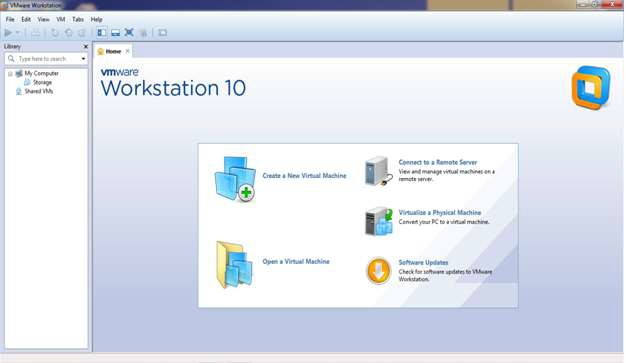 VMware Workstation
File Edit View VM Tabs Help
Library
Type here to search
My Computer
Storage
Shared VMs
Home
vmware
Workstation 10
Create a New Virtual Machine
Open a Virtual Machine
Connect to a Remote Server
View and manage virtual machines on a
remote server.
Virtualize a Physical Machine
Convert your PC to a virtual machine.
Software Updates
Check for software updates to VMware
Workstation.